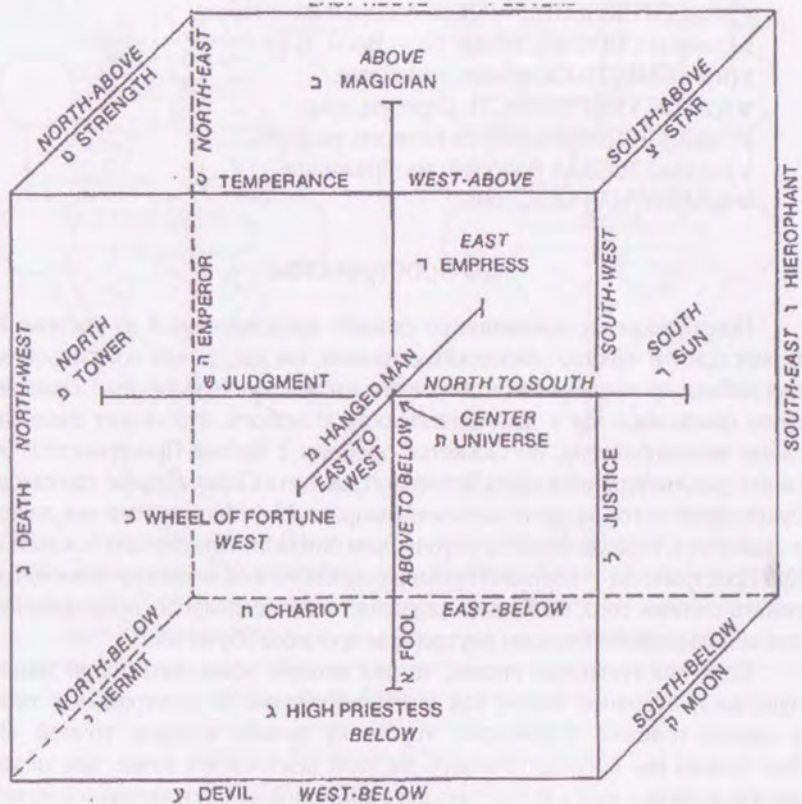 ABOVE
ב MAGICIAN
NORTH-ABOVE
ט STRENGTH
NORTH-EAST
SOUTH-ABOVE
צ STAR
ס TEMPERANCE WEST-ABOVE
EAST
ד EMPRESS
ה EMPEROR
SOUTH-WEST
SOUTH-EAST ו HIEROPHANT
NORTH
פ TOWER
SOUTH
ר SUN
NORTH-WEST
ש JUDGMENT NORTH TO SOUTH
מ HANGED MAN
EAST TO
WEST
CENTER
ת UNIVERSE
כ WHEEL OF FORTUNE
WEST
ABOVE TO BELOW
ל JUSTICE
נ DEATH
ח CHARIOT EAST-BELOW
NORTH-BELOW
י HERMIT
א FOOL
SOUTH-BELOW
ק MOON
ג HIGH PRIESTESS
BELOW
ע DEVIL WEST-BELOW